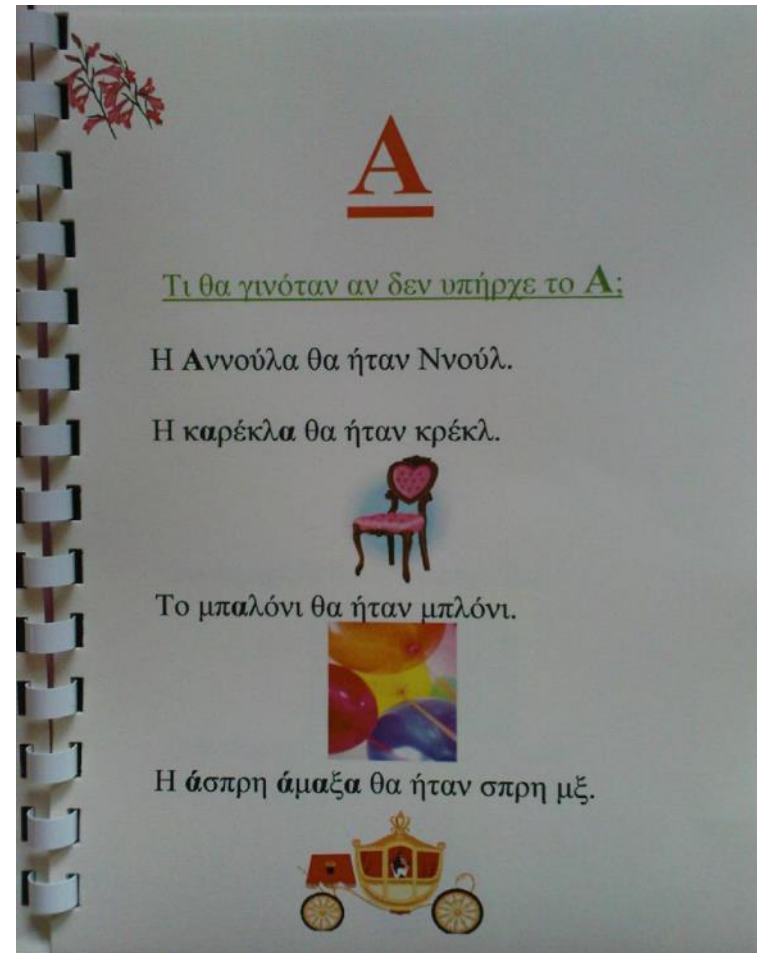 Α
Τι θα γινόταν αν δεν υπήρχε το Α;
Η Αννούλα θα ήταν Ννούλ.
Η καρέκλα θα ήταν κρέκλ.
Το μπαλόνι θα ήταν μπλόνι.
Η άσπρη άμαξα θα ήταν σπρη μξ.